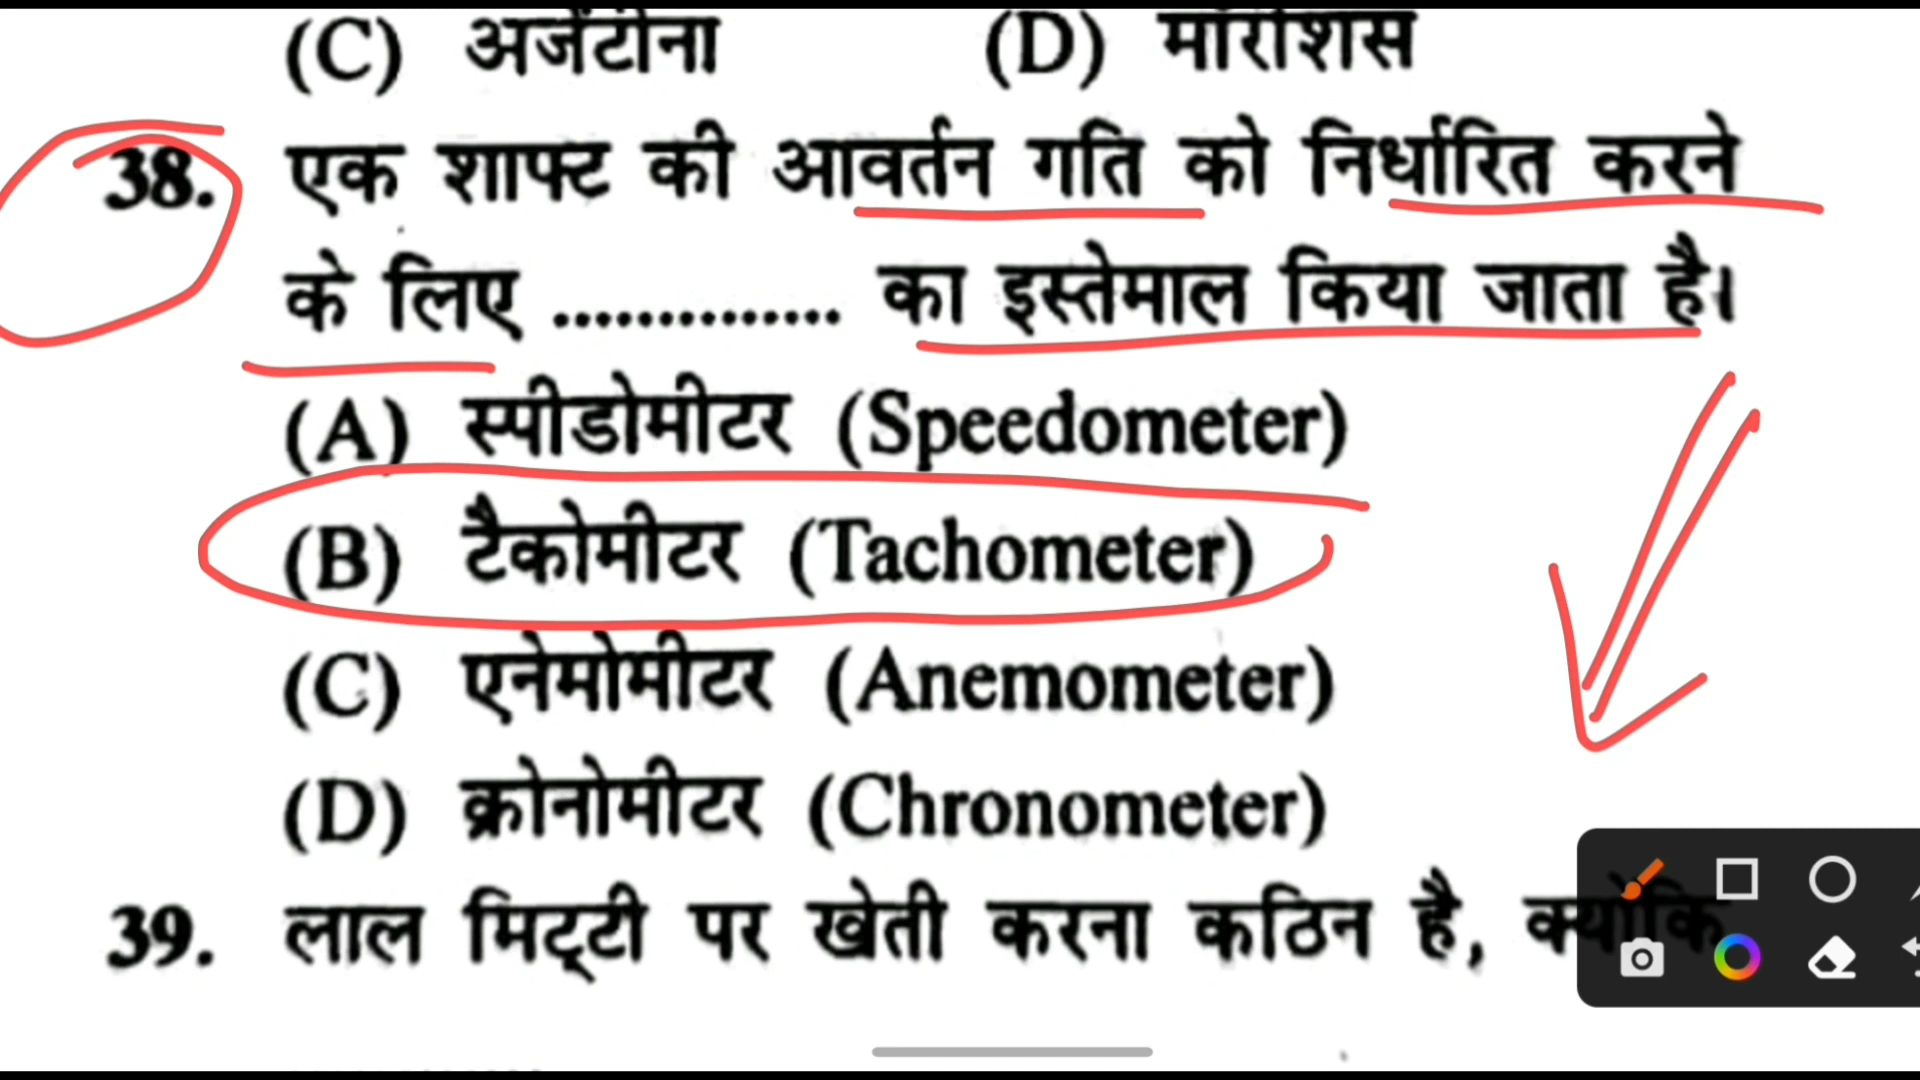 (C) अर्जेंटीना (D) मॉरीशस
38. एक शाफ्ट की आवर्तन गति को निर्धारित करने
के लिए .............. का इस्तेमाल किया जाता है।
(A) स्पीडोमीटर (Speedometer)
(B) टैकोमीटर (Tachometer)
(C) एनेमोमीटर (Anemometer)
(D) क्रोनोमीटर (Chronometer)
39. लाल मिट्टी पर खेती करना कठिन है, क्योंकि